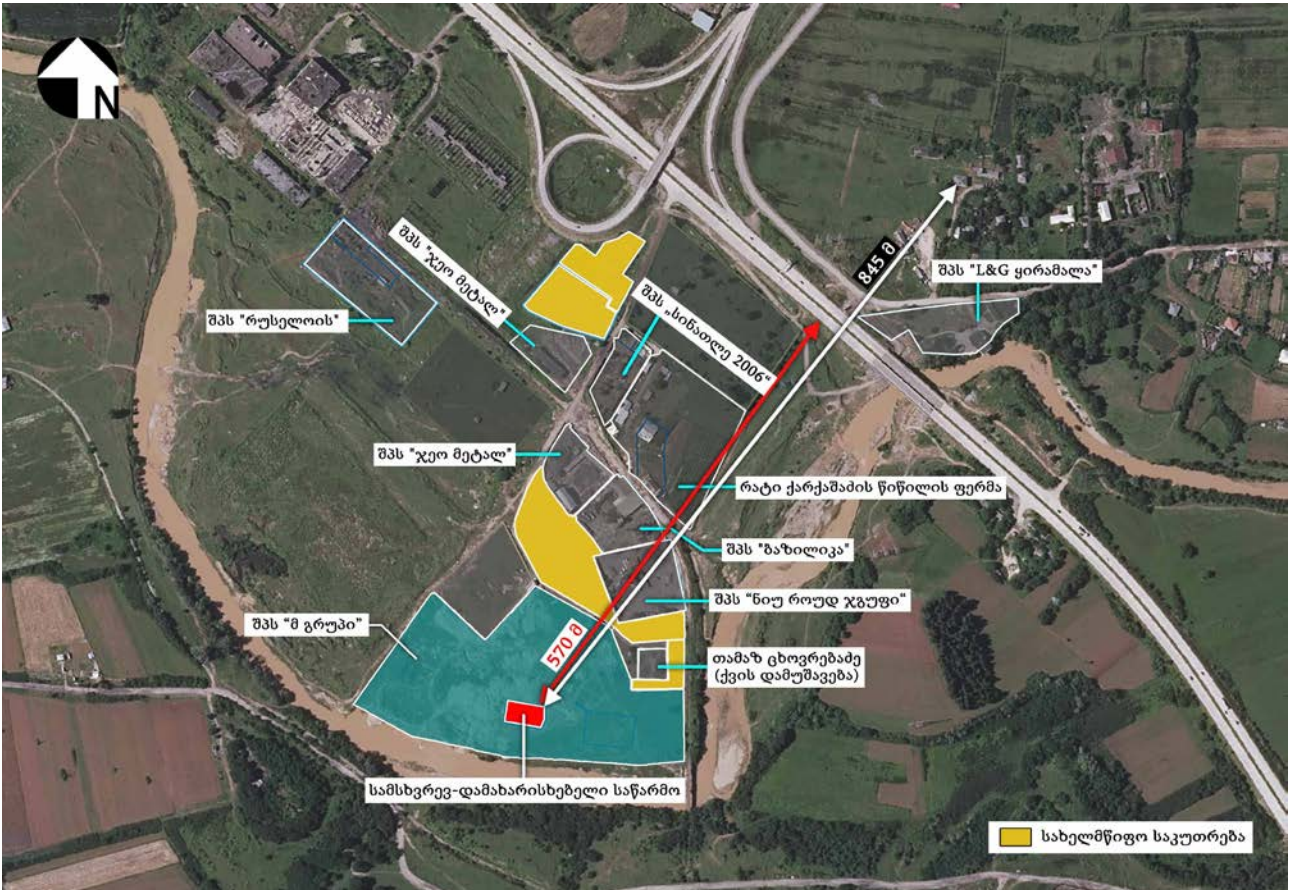 N
შპს "ჯეო მეტალ"
შპს "რუსელოის"
შპს „სინათლე 2006“
845 მ
შპს "L&G ყირამალა"
შპს "ჯეო მეტალ"
რატი ქარქაშაძის წიწილის ფერმა
შპს "ბაზილიკა"
შპს "ნიუ როუდ ჯგუფი"
შპს "მ გრუპი"
570 მ
თამაზ ცხოვრებაძე
(ქვის დამუშავება)
სამსხვრევ-დამახარისხებელი საწარმო
სახელმწიფო საკუთრება